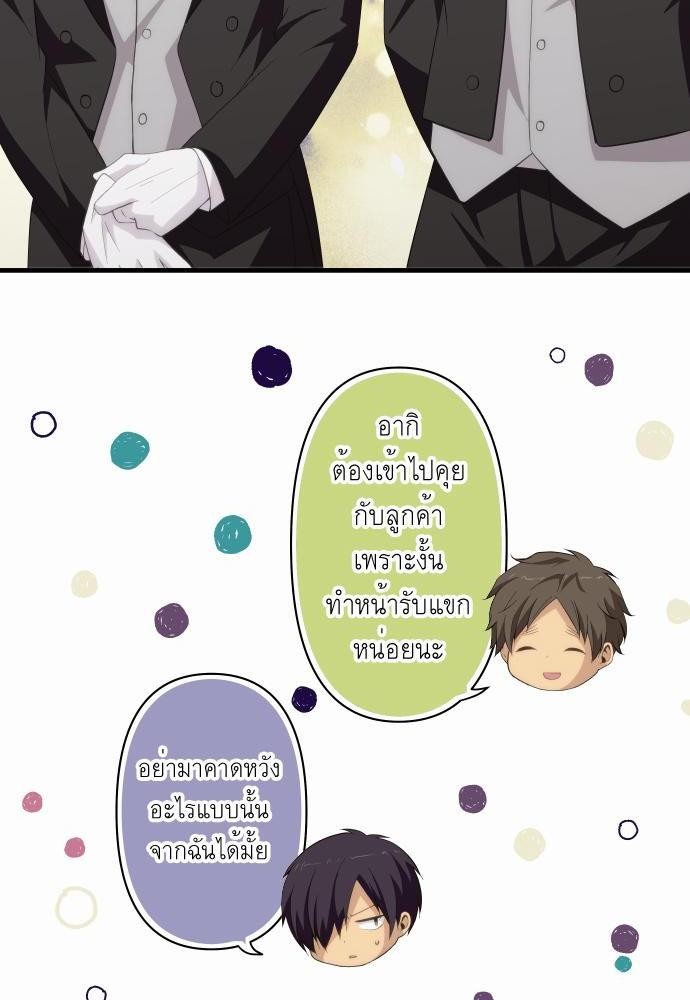 อากิ
ต้องเข้าไปคุย
กับลูกค้า
เพราะงั้น
ทำหน้ารับแขก
หน่อยนะ
อย่ามาคาดหวัง
อะไรแบบนั้น
จากฉันได้มั้ย